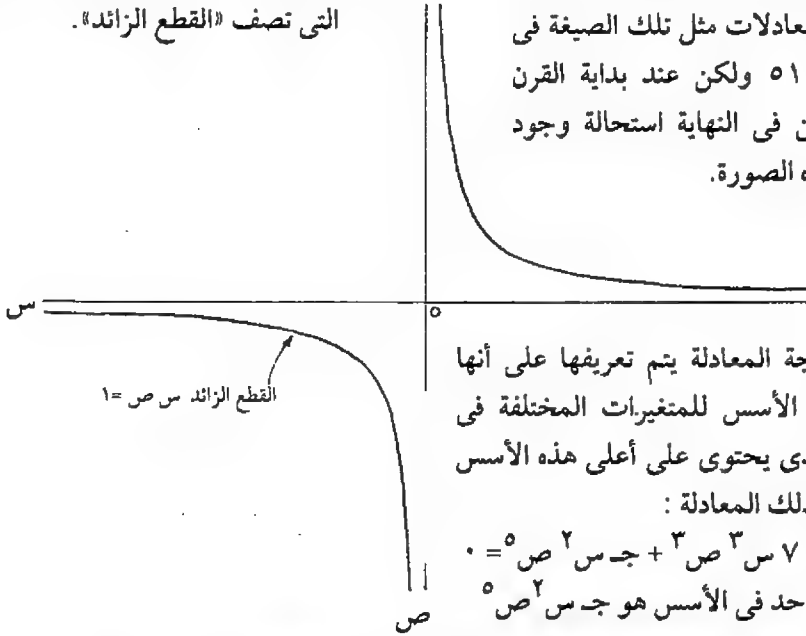 عادلات مثل تلك الصيغة فى
٥١ ولكن عند بداية القرن
فى النهاية استحالة وجود
الصورة.
التى تصف «القطع الزائد».
س
٥
القطع الزائد س ص =١
ص
جة المعادلة يتم تعريفها على أنها
الأسس للمتغيرات المختلفة فى
ى يحتوى على أعلى هذه الأسس
لك المعادلة :
٧ س٣ ص٣ + جـ س٢ ص٥= ٠
حد فى الأسس هو جـ س٢ ص٥